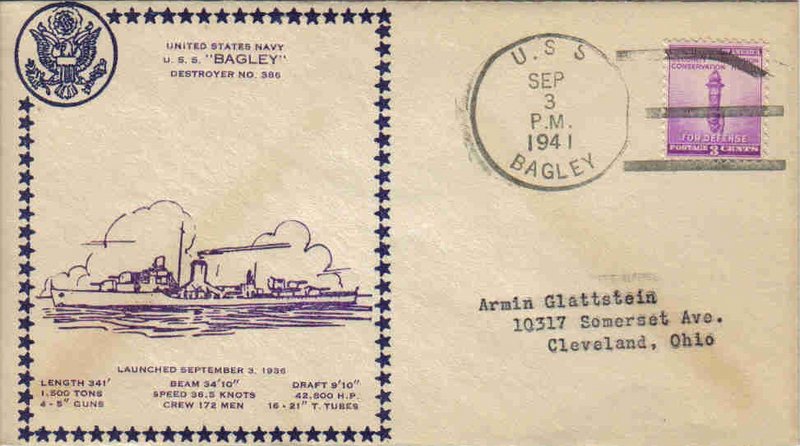 UNITED STATES NAVY
U. S. S. "BAGLEY"
DESTROYER NO. 386
LAUNCHED SEPTEMBER 3, 1936
LENGTH 341' BEAM 34'10" DRAFT 9'10"
1,500 TONS SPEED 36.5 KNOTS 42,800 H.P.
4 - 5" GUNS CREW 172 MEN 16 - 21" T. TUBES
U. S. S
SEP
3
P.M.
1941
BAGLEY
OF AMERICA
CONSERVATION
FOR DEFENSE
POSTAGE 3 CENTS
Armin Glattstein
10317 Somerset Ave.
Cleveland, Ohio